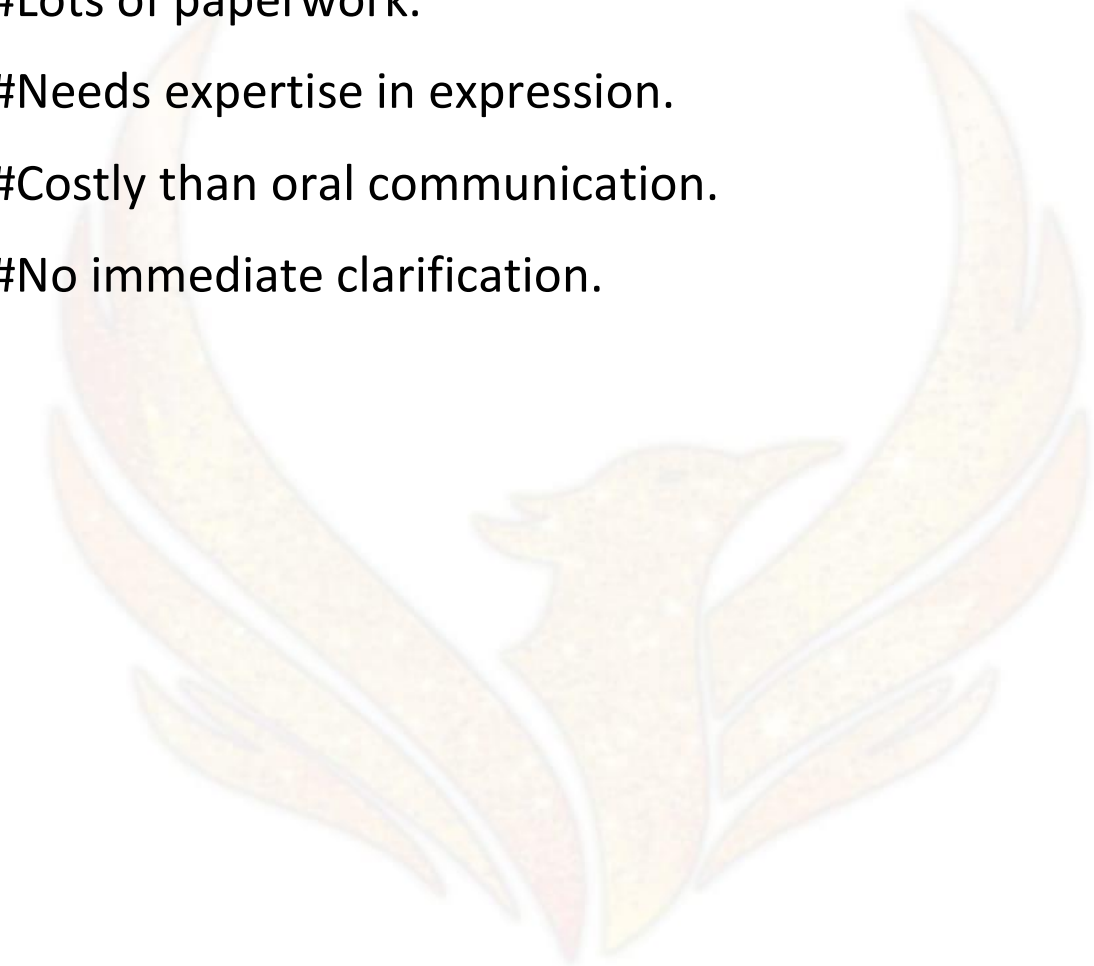 #Lots of paperwork.
#Needs expertise in expression.
#Costly than oral communication.
#No immediate clarification.